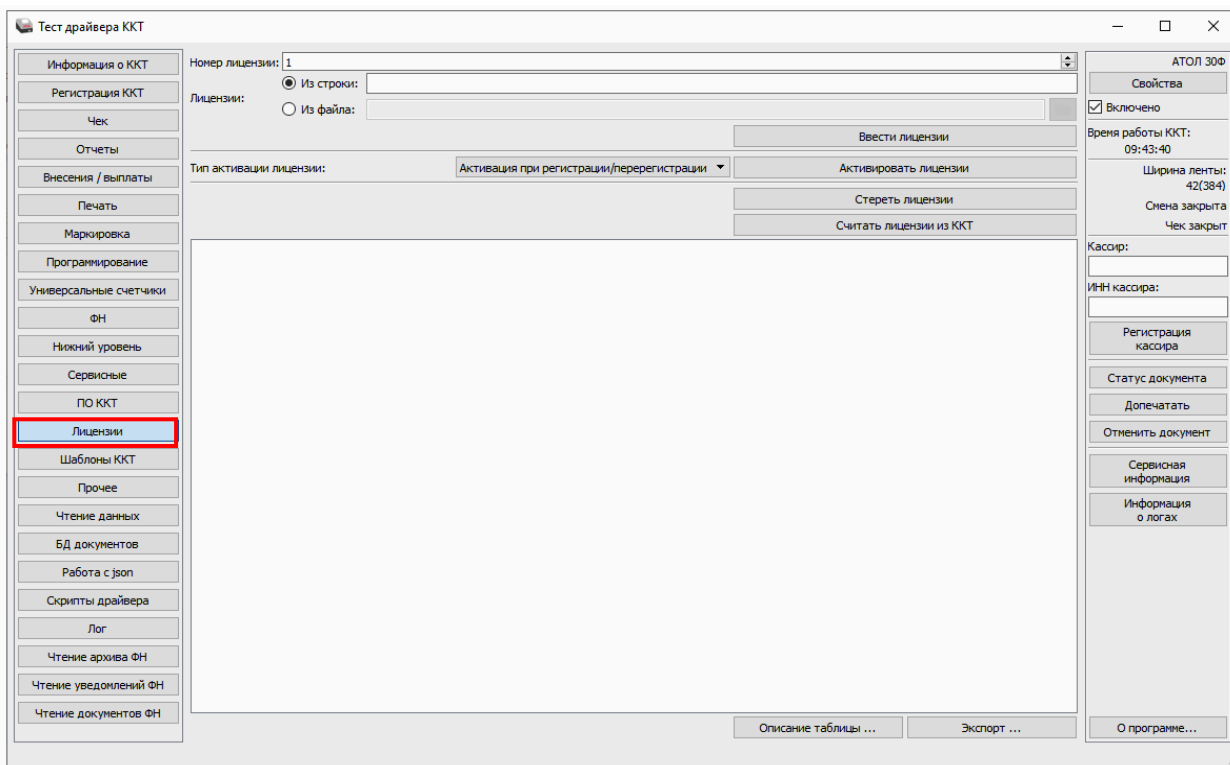 Тест драйвера ККТ
Информация о ККТ
Регистрация ККТ
Чек
Отчеты
Внесения / выплаты
Печать
Маркировка
Программирование
Универсальные счетчики
ФН
Нижний уровень
Сервисные
ПО ККТ
Лицензии
Шаблоны ККТ
Прочее
Чтение данных
БД документов
Работа с json
Скрипты драйвера
Лог
Чтение архива ФН
Чтение уведомлений ФН
Чтение документов ФН
Номер лицензии: 1
Лицензии:
Из строки:
Из файла:
Ввести лицензии
Тип активации лицензии: Активация при регистрации/перерегистрации Активировать лицензии
Стереть лицензии
Считать лицензии из ККТ
Описание таблицы ... Экспорт ...
АТОЛ 30Ф
Свойства
Включено
Время работы ККТ:
09:43:40
Ширина ленты:
42(384)
Смена закрыта
Чек закрыт
Кассир:
ИНН кассира:
Регистрация
кассира
Статус документа
Допечатать
Отменить документ
Сервисная
информация
Информация
о логах
О программе...